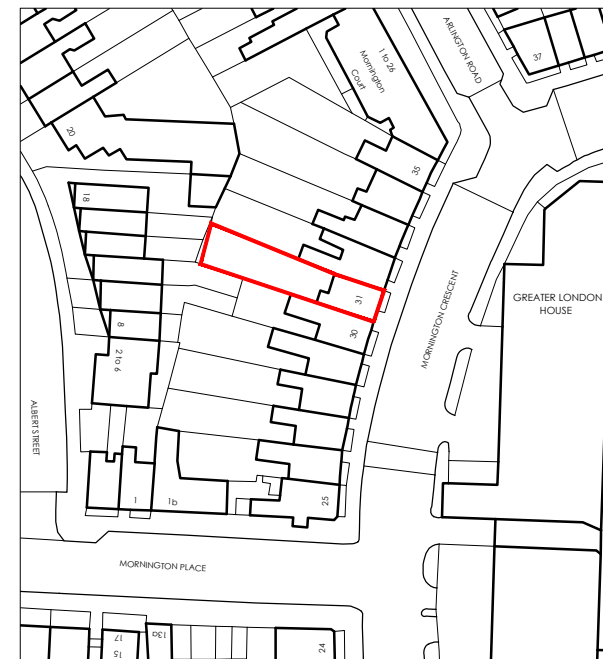 ARLINGTON ROAD
37
1 to 26
Mornington
Court
20
35
18
31
MORNINGTON CRESCENT
GREATER LONDON
HOUSE
30
8
2 to 6
ALBERT STREET
1
1b
25
MORNINGTON PLACE
17
15
13a
24